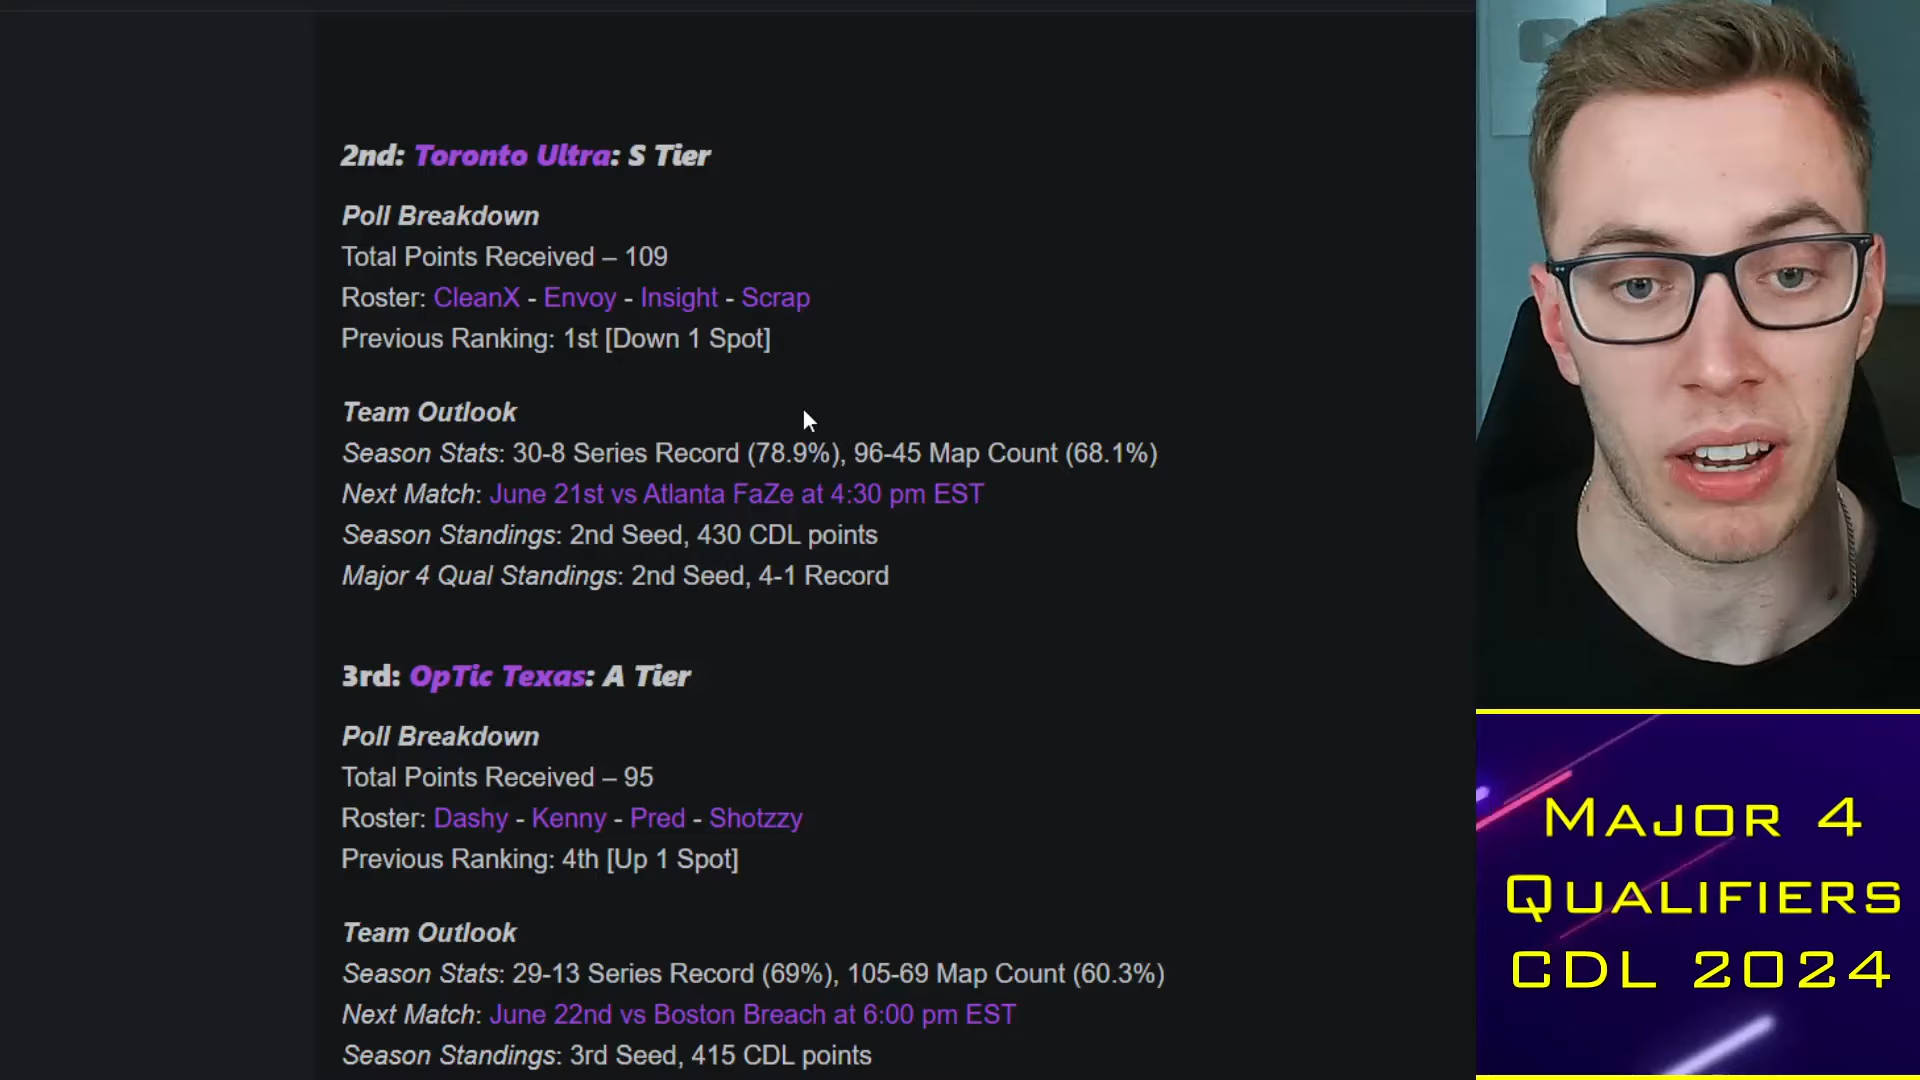 2nd: Toronto Ultra: S Tier
Poll Breakdown
Total Points Received – 109
Roster: CleanX - Envoy - Insight - Scrap
Previous Ranking: 1st [Down 1 Spot]
Team Outlook
Season Stats: 30-8 Series Record (78.9%), 96-45 Map Count (68.1%)
Next Match: June 21st vs Atlanta FaZe at 4:30 pm EST
Season Standings: 2nd Seed, 430 CDL points
Major 4 Qual Standings: 2nd Seed, 4-1 Record
3rd: OpTic Texas: A Tier
Poll Breakdown
Total Points Received – 95
Roster: Dashy - Kenny - Pred - Shotzzy
Previous Ranking: 4th [Up 1 Spot]
Team Outlook
Season Stats: 29-13 Series Record (69%), 105-69 Map Count (60.3%)
Next Match: June 22nd vs Boston Breach at 6:00 pm EST
Season Standings: 3rd Seed, 415 CDL points
Major 4
Qualifiers
CDL 2024